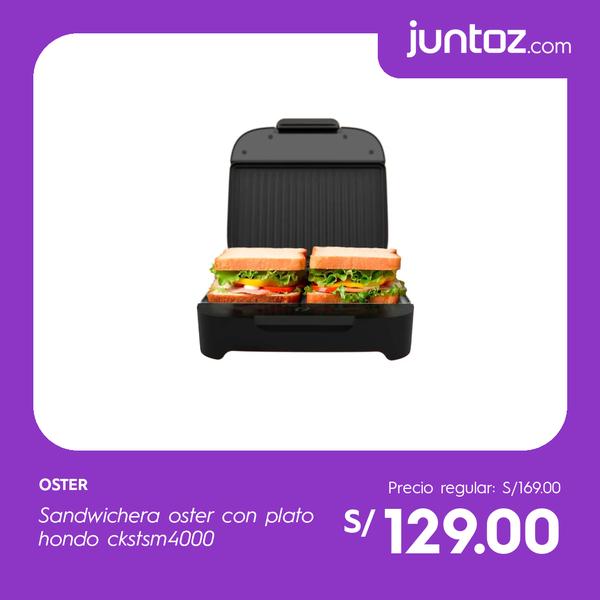 juntoz.com
OSTER
Sandwichera oster con plato
hondo ckstsm4000
Precio regular: S/169.00
S/129.00